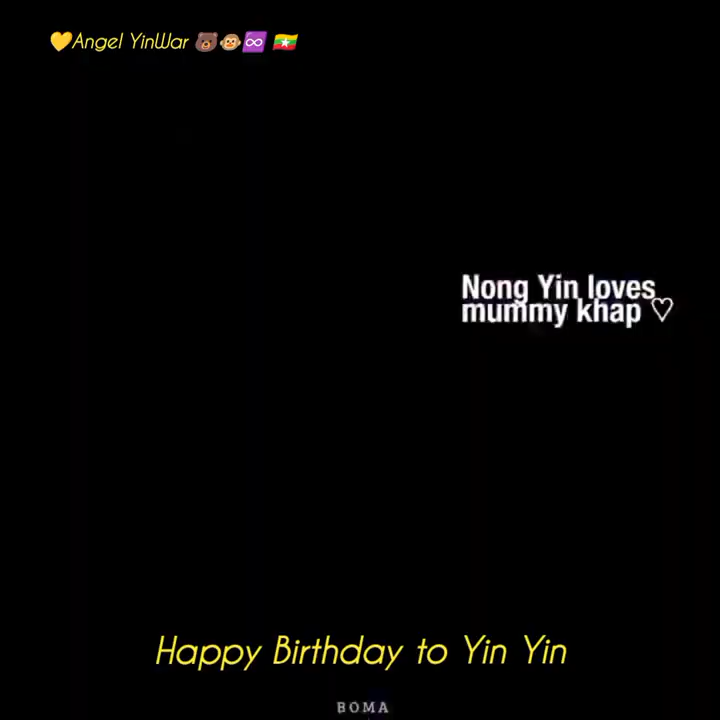 💛Angel YinWar 🐻🐵♾️ 🇲🇲
Nong Yin loves
mummy khap ♡
Happy Birthday to Yin Yin
BOMA